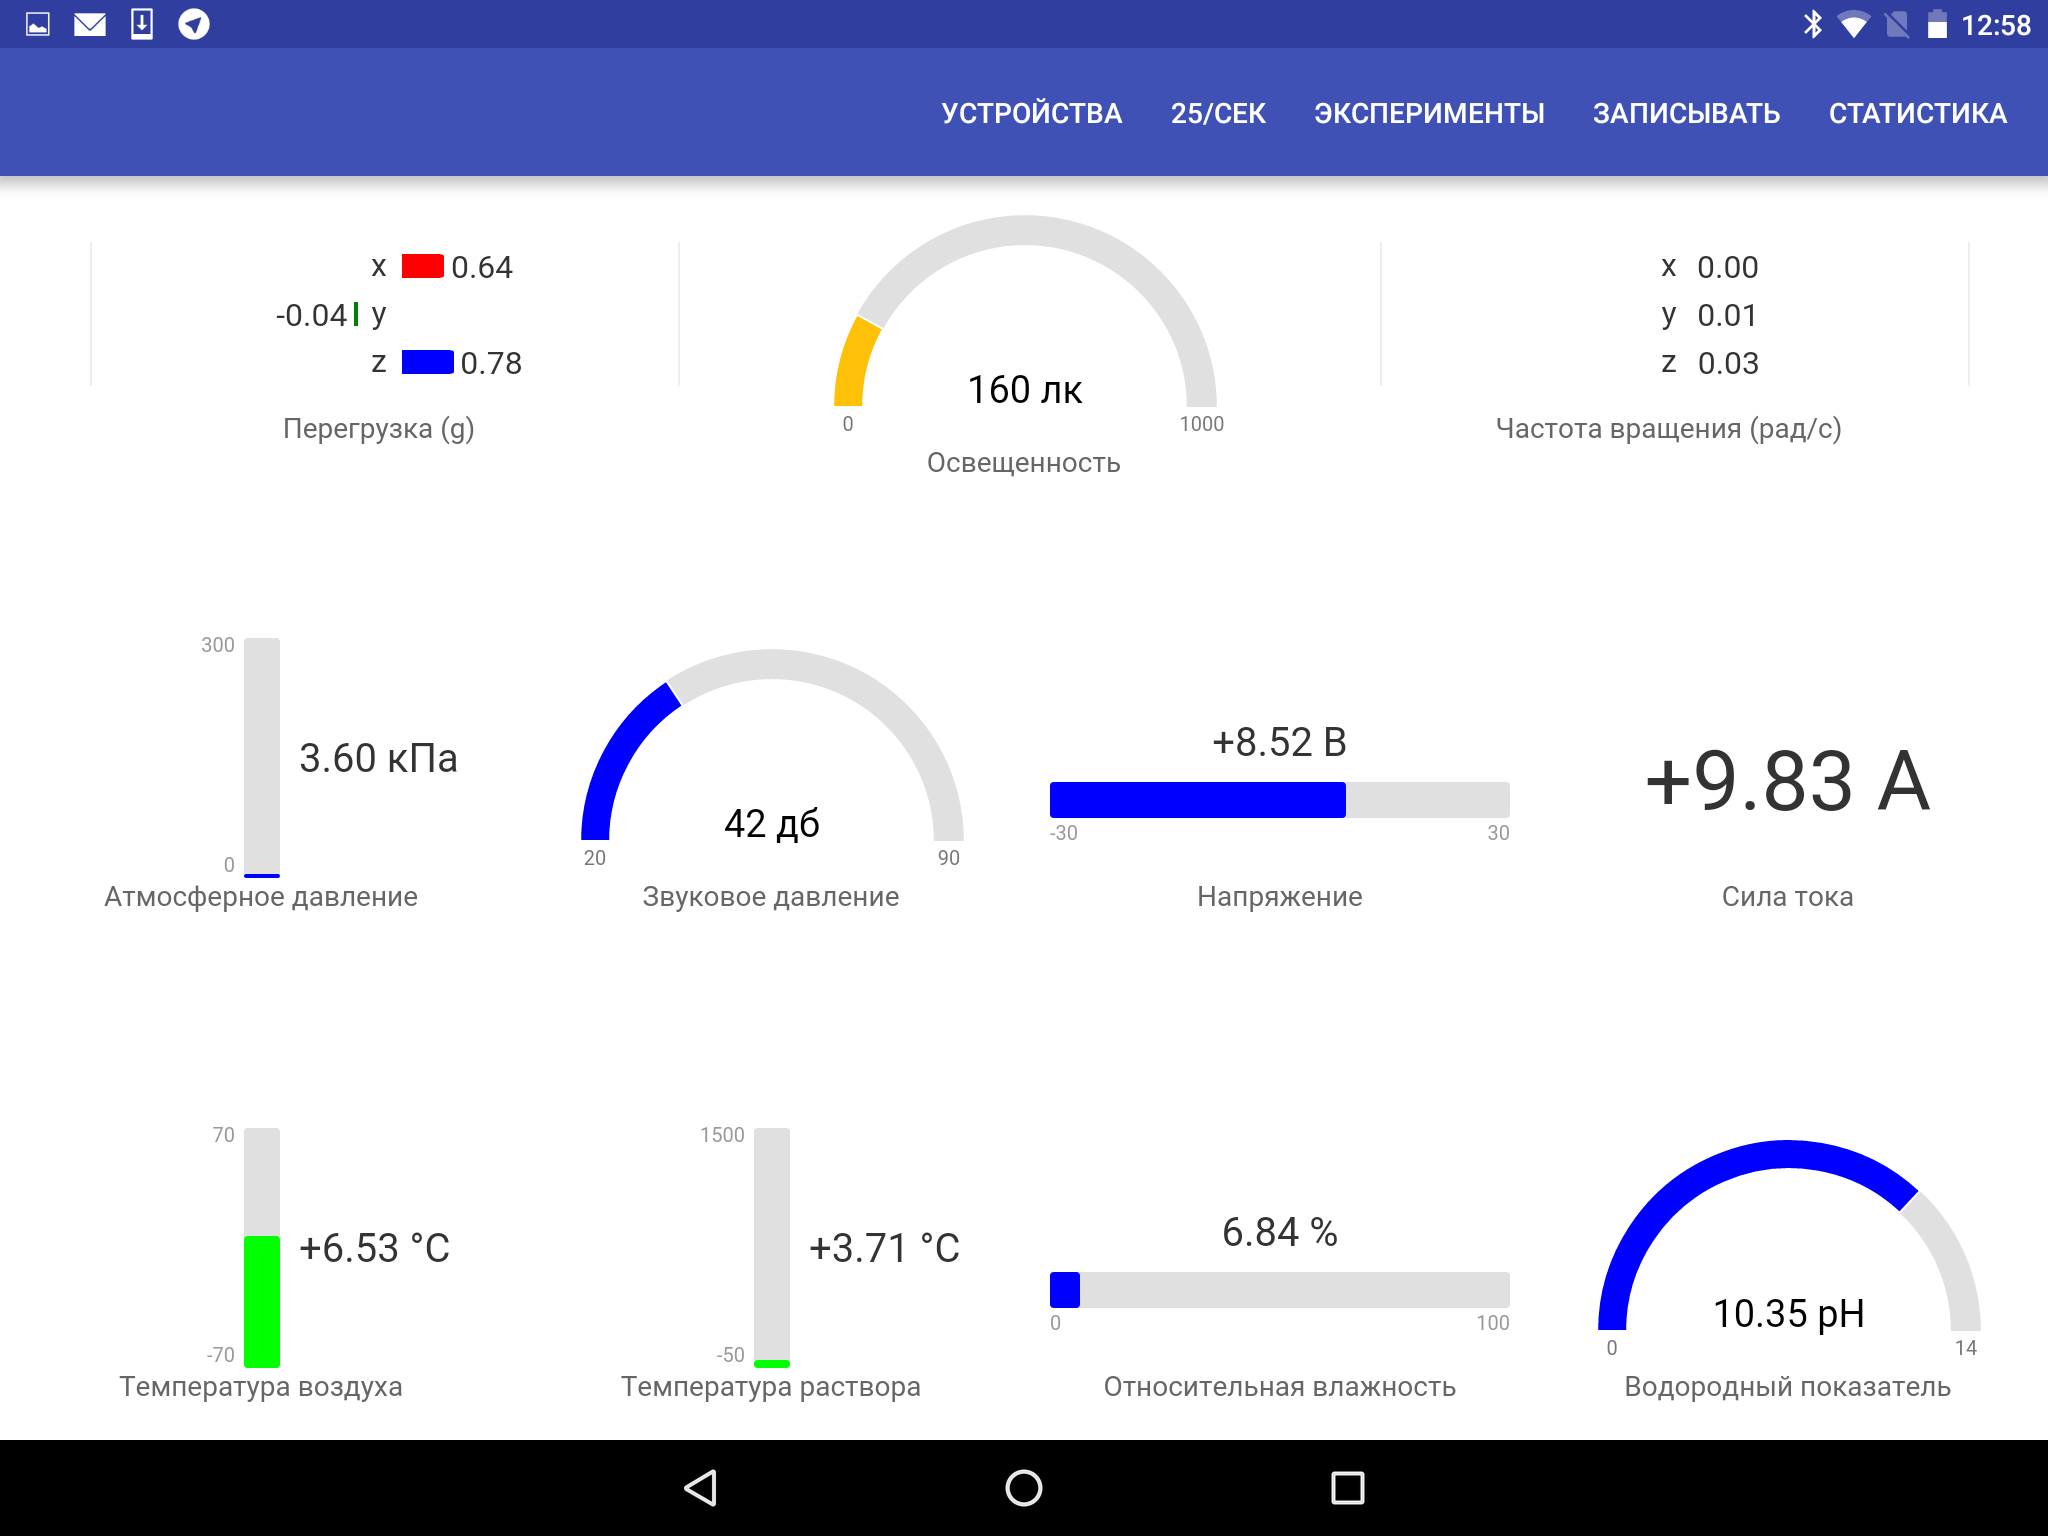 12:58
УСТРОЙСТВА 25/СЕК ЭКСПЕРИМЕНТЫ ЗАПИСЫВАТЬ СТАТИСТИКА
x 0.64
-0.04 y
z 0.78
Перегрузка (g)
160 лк
0 1000
Освещенность
x 0.00
y 0.01
z 0.03
Частота вращения (рад/с)
300
3.60 кПа
0
Атмосферное давление
42 дб
20 90
Звуковое давление
+8.52 В
-30 30
Напряжение
+9.83 А
Сила тока
70
+6.53 °C
-70
Температура воздуха
1500
+3.71 °C
-50
Температура раствора
6.84 %
0 100
Относительная влажность
10.35 pH
0 14
Водородный показатель